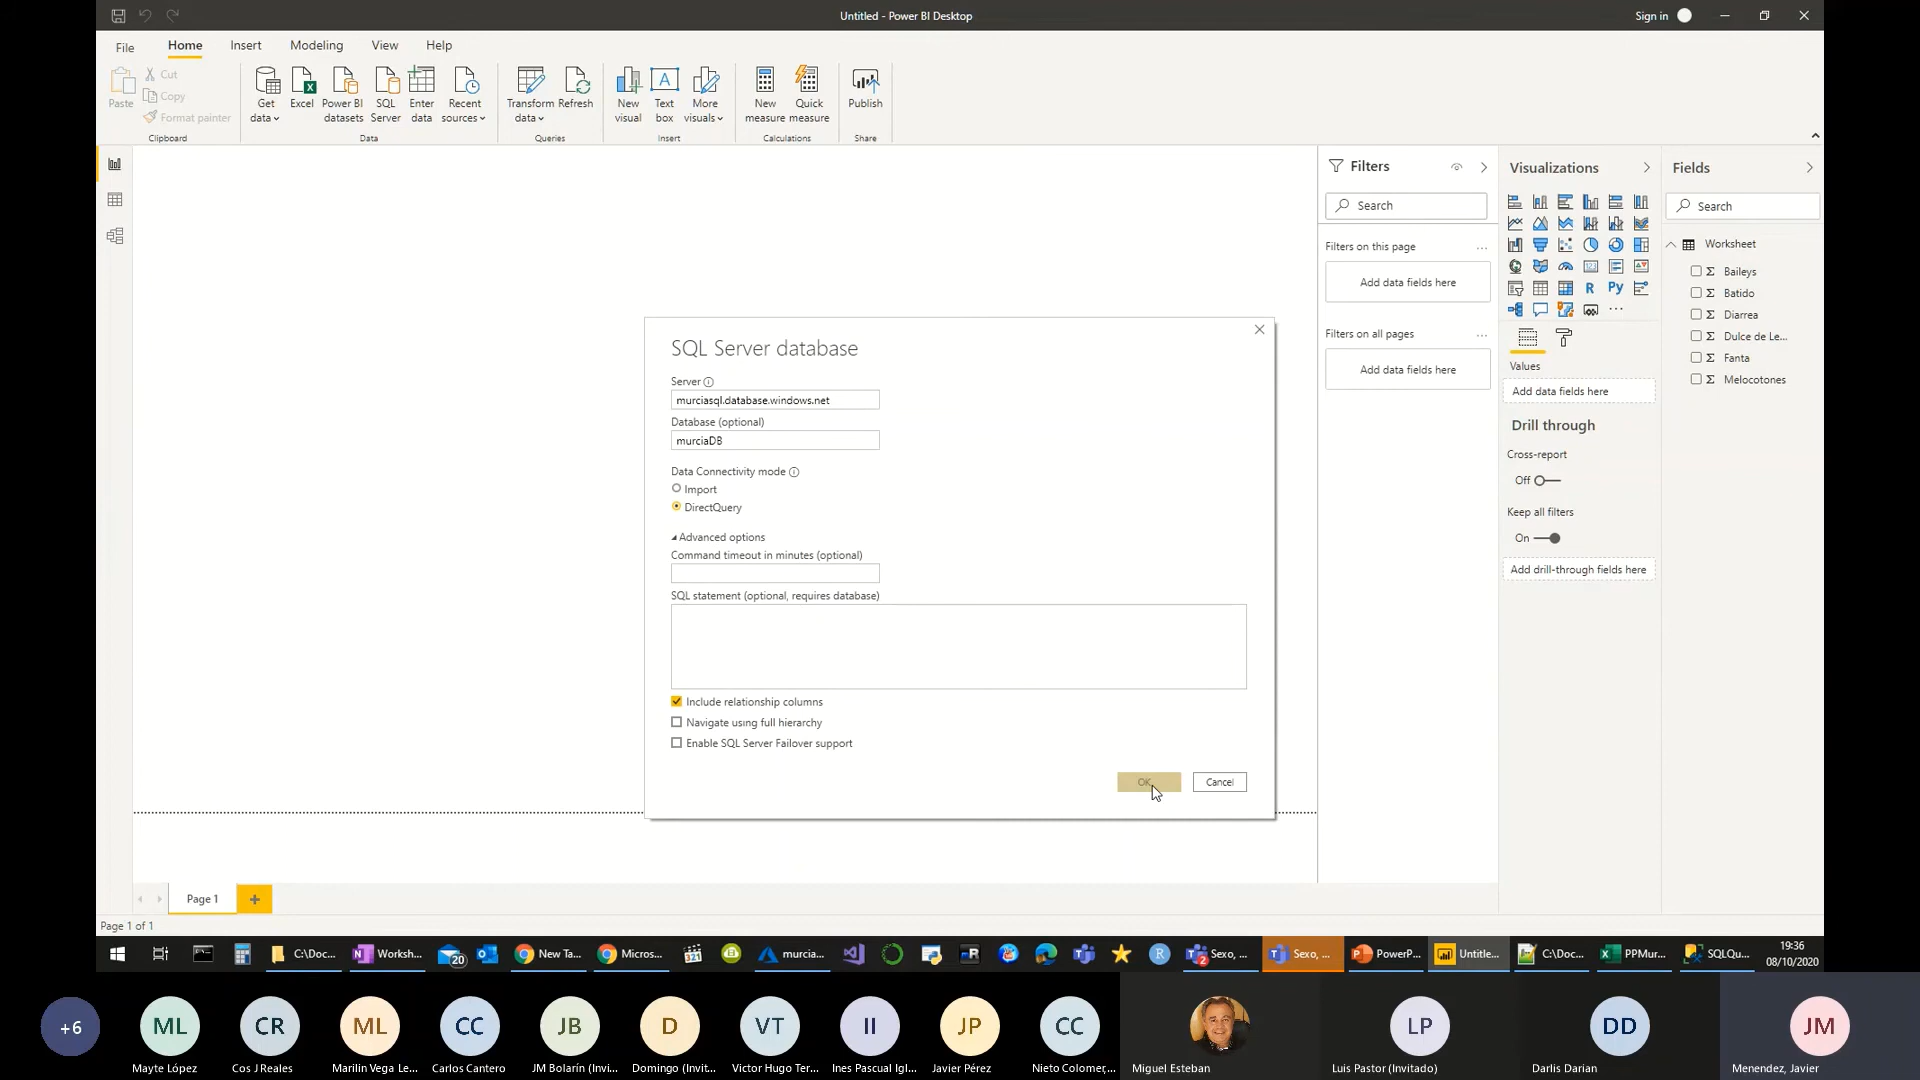 Untitled - Power BI Desktop
Sign in
File
Home
Insert
Modeling
View
Help
Paste
Cut
Copy
Format painter
Clipboard
Get data
Excel
Power BI datasets
SQL Server
Enter data
Recent sources
Data
Transform data
Refresh
Queries
New visual
Text box
More visuals
Insert
New measure
Quick measure
Calculations
Publish
Share
Filters
Search
Filters on this page
...
Add data fields here
Filters on all pages
...
Add data fields here
Visualizations
R
Py
...
Values
Add data fields here
Drill through
Cross-report
Off
Keep all filters
On
Add drill-through fields here
Fields
Search
Worksheet
Σ Baileys
Σ Batido
Σ Diarrea
Σ Dulce de Le...
Σ Fanta
Σ Melocotones
SQL Server database
Server
murciasql.database.windows.net
Database (optional)
murciaDB
Data Connectivity mode
Import
DirectQuery
Advanced options
Command timeout in minutes (optional)
SQL statement (optional, requires database)
Include relationship columns
Navigate using full hierarchy
Enable SQL Server Failover support
OK
Cancel
Page 1
+
Page 1 of 1
C:\Doc...
Worksh...
20
New Ta...
Micros...
321
murcia...
R
R
2
Sexo, ...
Sexo, ...
PowerP...
Untitle...
C:\Doc...
PPMur...
SQLQu...
19:36
08/10/2020
+6
ML
CR
ML
CC
JB
D
VT
II
JP
CC
LP
DD
JM
Mayte López
Cos J Reales
Marilin Vega Le...
Carlos Cantero
JM Bolarín (Invi...
Domingo (Invit...
Victor Hugo Ter...
Ines Pascual Igl...
Javier Pérez
Nieto Colomer,...
Miguel Esteban
Luis Pastor (Invitado)
Darlis Darian
Menendez, Javier